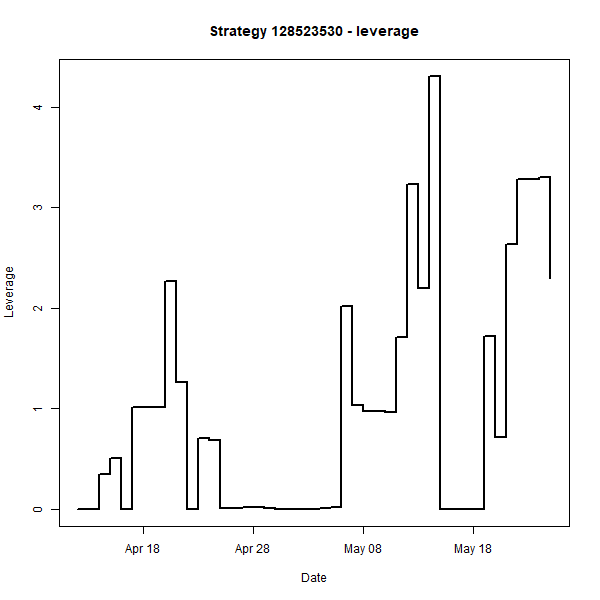 Strategy 128523530 - leverage
Leverage
4
3
2
1
0
Apr 18
Apr 28
May 08
May 18
Date